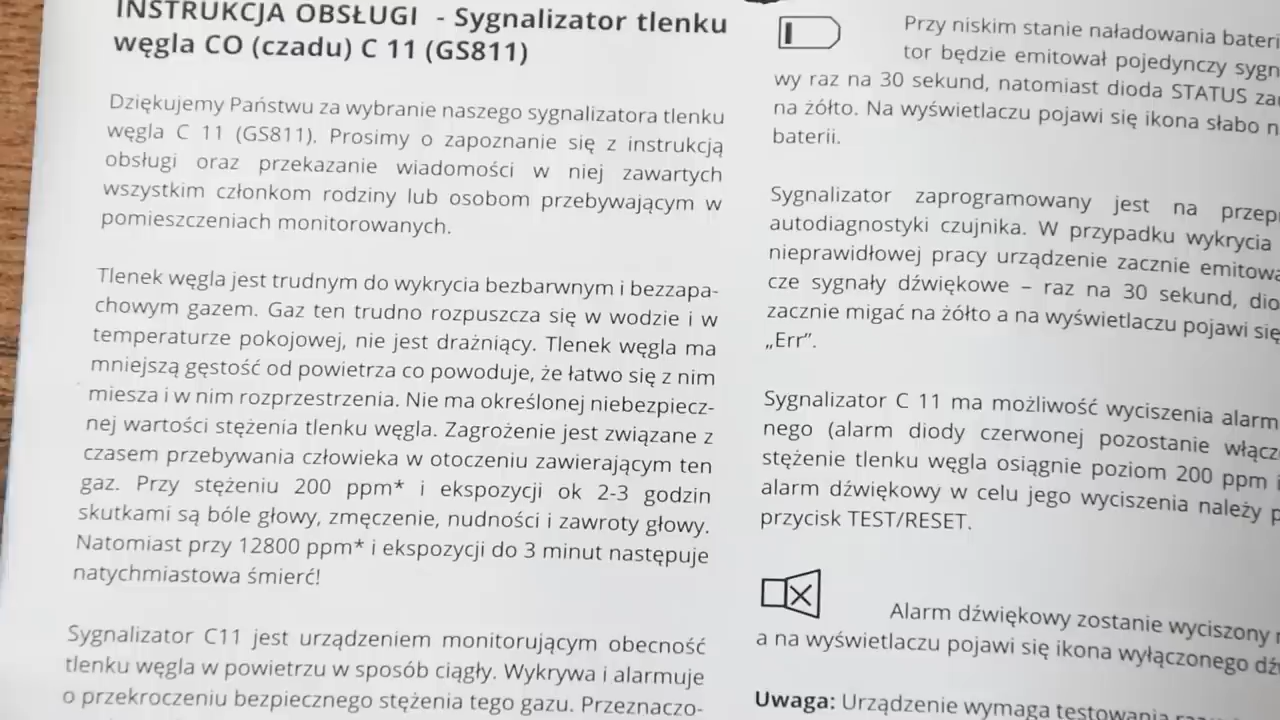 INSTRUKCJA OBSŁUGI - Sygnalizator tlenku
węgla CO (czadu) C 11 (GS811)
Dziękujemy Państwu za wybranie naszego sygnalizatora tlenku
węgla C 11 (GS811). Prosimy o zapoznanie się z instrukcją
obsługi oraz przekazanie wiadomości w niej zawartych
wszystkim członkom rodziny lub osobom przebywającym w
pomieszczeniach monitorowanych.
Tlenek węgla jest trudnym do wykrycia bezbarwnym i bezzapa-
chowym gazem. Gaz ten trudno rozpuszcza się w wodzie i w
temperaturze pokojowej, nie jest drażniący. Tlenek węgla ma
mniejszą gęstość od powietrza co powoduje, że łatwo się z nim
miesza i w nim rozprzestrzenia. Nie ma określonej niebezpiecz-
nej wartości stężenia tlenku węgla. Zagrożenie jest związane z
czasem przebywania człowieka w otoczeniu zawierającym ten
gaz. Przy stężeniu 200 ppm* i ekspozycji ok 2-3 godzin
skutkami są bóle głowy, zmęczenie, nudności i zawroty głowy.
Natomiast przy 12800 ppm* i ekspozycji do 3 minut następuje
natychmiastowa śmierć!
Sygnalizator C11 jest urządzeniem monitorującym obecność
tlenku węgla w powietrzu w sposób ciągły. Wykrywa i alarmuje
o przekroczeniu bezpiecznego stężenia tego gazu. Przeznaczo-
Przy niskim stanie naładowania bateri
tor będzie emitował pojedynczy sygn
wy raz na 30 sekund, natomiast dioda STATUS za
na żółto. Na wyświetlaczu pojawi się ikona słabo n
baterii.
Sygnalizator zaprogramowany jest na przep
autodiagnostyki czujnika. W przypadku wykrycia
nieprawidłowej pracy urządzenie zacznie emitowa
cze sygnały dźwiękowe – raz na 30 sekund, dio
zacznie migać na żółto a na wyświetlaczu pojawi się
„Err”.
Sygnalizator C 11 ma możliwość wyciszenia alarm
nego (alarm diody czerwonej pozostanie włącz
stężenie tlenku węgla osiągnie poziom 200 ppm i
alarm dźwiękowy w celu jego wyciszenia należy p
przycisk TEST/RESET.
Alarm dźwiękowy zostanie wyciszony
a na wyświetlaczu pojawi się ikona wyłączonego dź
Uwaga: Urządzenie wymaga testowania